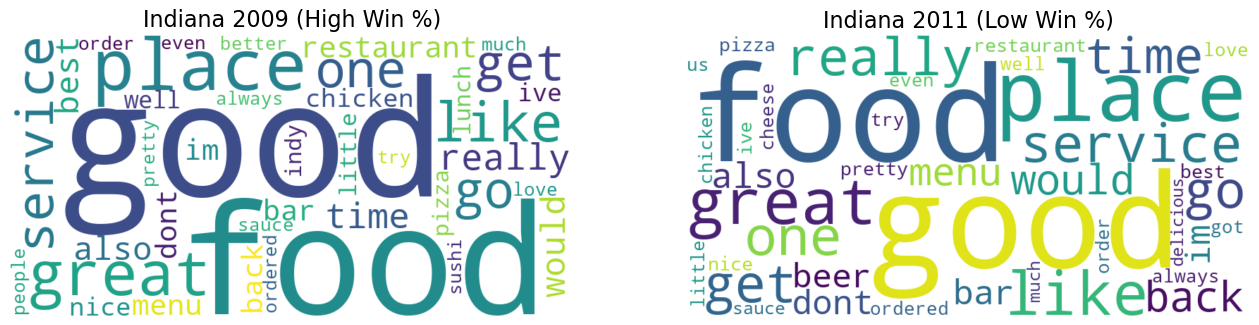 Indiana 2009 (High Win %)
order even better restaurant much
service best place one get
well always chicken lunch ive
good like
pretty im indy little try really
go love
food bar time pizza
sauce
also dont sushi would
people great back ordered
nice menu
Indiana 2011 (Low Win %)
pizza really restaurant time love
us well
food even place
chicken ive cheese try service
also pretty menu would best
great good delicious go
one order im got
little nice
get beer much always
sauce dont ordered bar like back